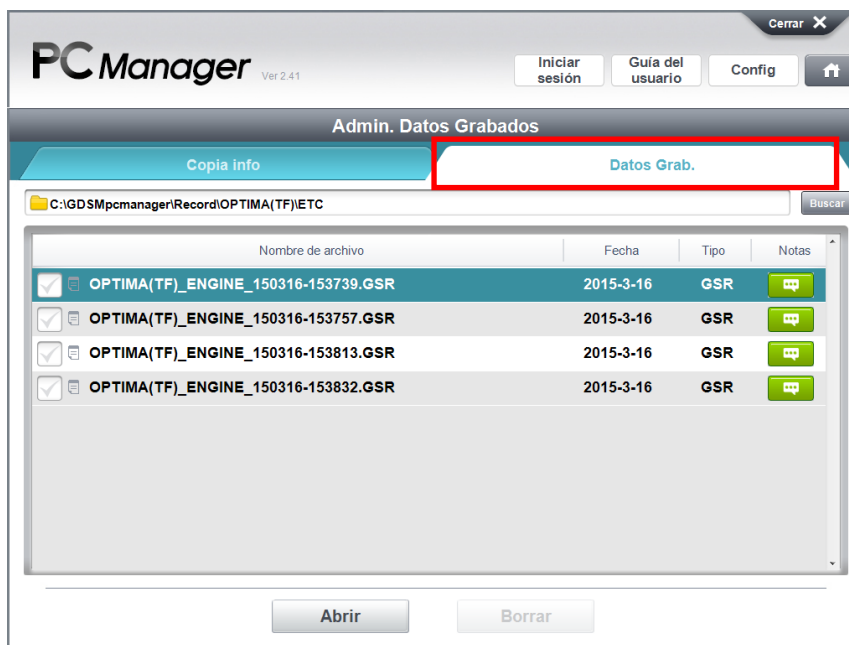 Cerrar X
PC Manager Ver 2.41
Iniciar sesión
Guía del usuario
Config
Admin. Datos Grabados
Copia info
Datos Grab.
C:\GDSMpcmanager\Record\OPTIMA(TF)\ETC
Buscar
Nombre de archivo Fecha Tipo Notas
OPTIMA(TF)_ENGINE_150316-153739.GSR 2015-3-16 GSR
OPTIMA(TF)_ENGINE_150316-153757.GSR 2015-3-16 GSR
OPTIMA(TF)_ENGINE_150316-153813.GSR 2015-3-16 GSR
OPTIMA(TF)_ENGINE_150316-153832.GSR 2015-3-16 GSR
Abrir
Borrar